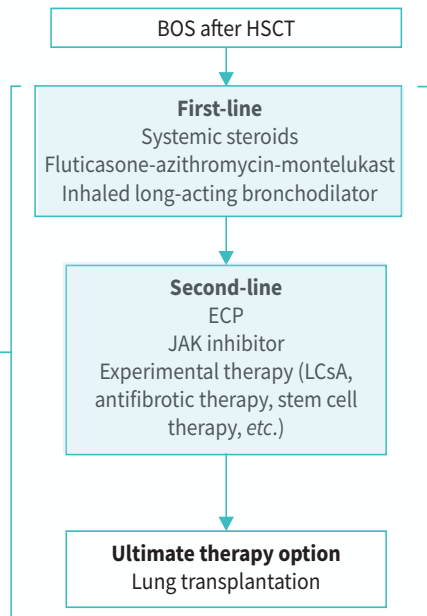 BOS after HSCT
First-line
Systemic steroids
Fluticasone-azithromycin-montelukast
Inhaled long-acting bronchodilator
Second-line
ECP
JAK inhibitor
Experimental therapy (LCsA,
antifibrotic therapy, stem cell
therapy, etc.)
Ultimate therapy option
Lung transplantation